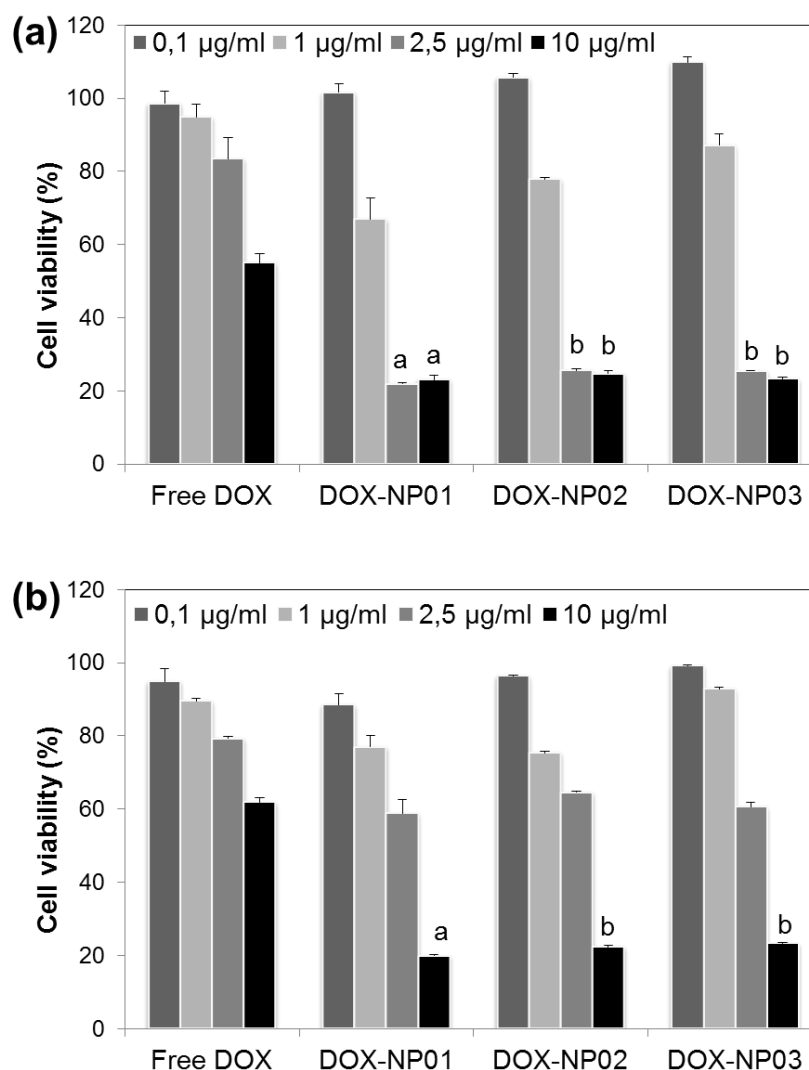 (a)
120
0,1 µg/ml 1 µg/ml 2,5 µg/ml 10 µg/ml
100
80
60
40
20
0
Cell viability (%)
a a b b b b
Free DOX DOX-NP01 DOX-NP02 DOX-NP03
(b)
120
0,1 µg/ml 1 µg/ml 2,5 µg/ml 10 µg/ml
100
80
60
40
20
0
Cell viability (%)
a b b
Free DOX DOX-NP01 DOX-NP02 DOX-NP03